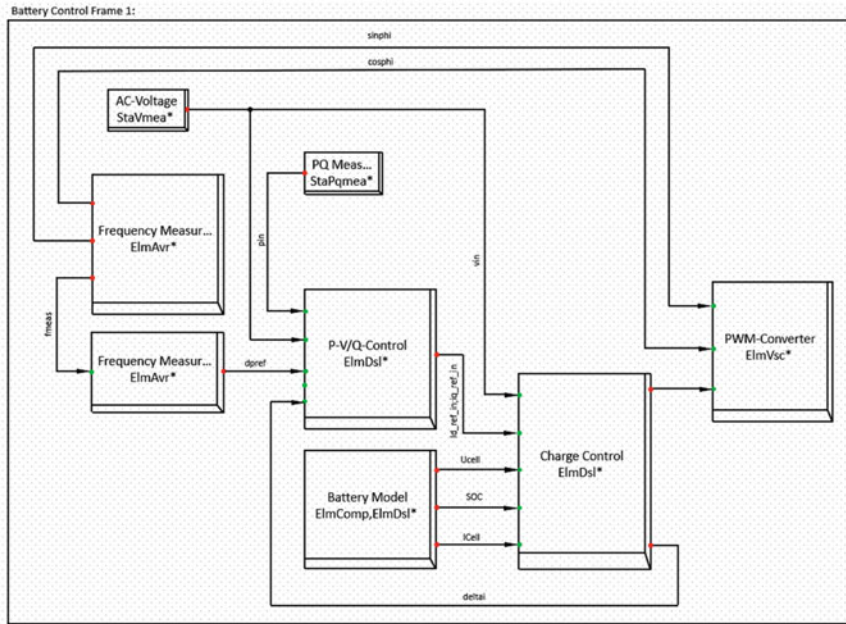 Battery Control Frame 1:
sinphi
cosphi
AC-Voltage
StaVmea*
PQ Meas...
StaPqmea*
Frequency Measur...
ElmAvr*
pin
vin
fmeas
Frequency Measur...
ElmAvr*
dpref
P-V/Q-Control
ElmDsl*
Id_ref_in;iq_ref_in
PWM-Converter
ElmVsc*
Battery Model
ElmComp,ElmDsl*
Ucell
SOC
ICell
Charge Control
ElmDsl*
deltai